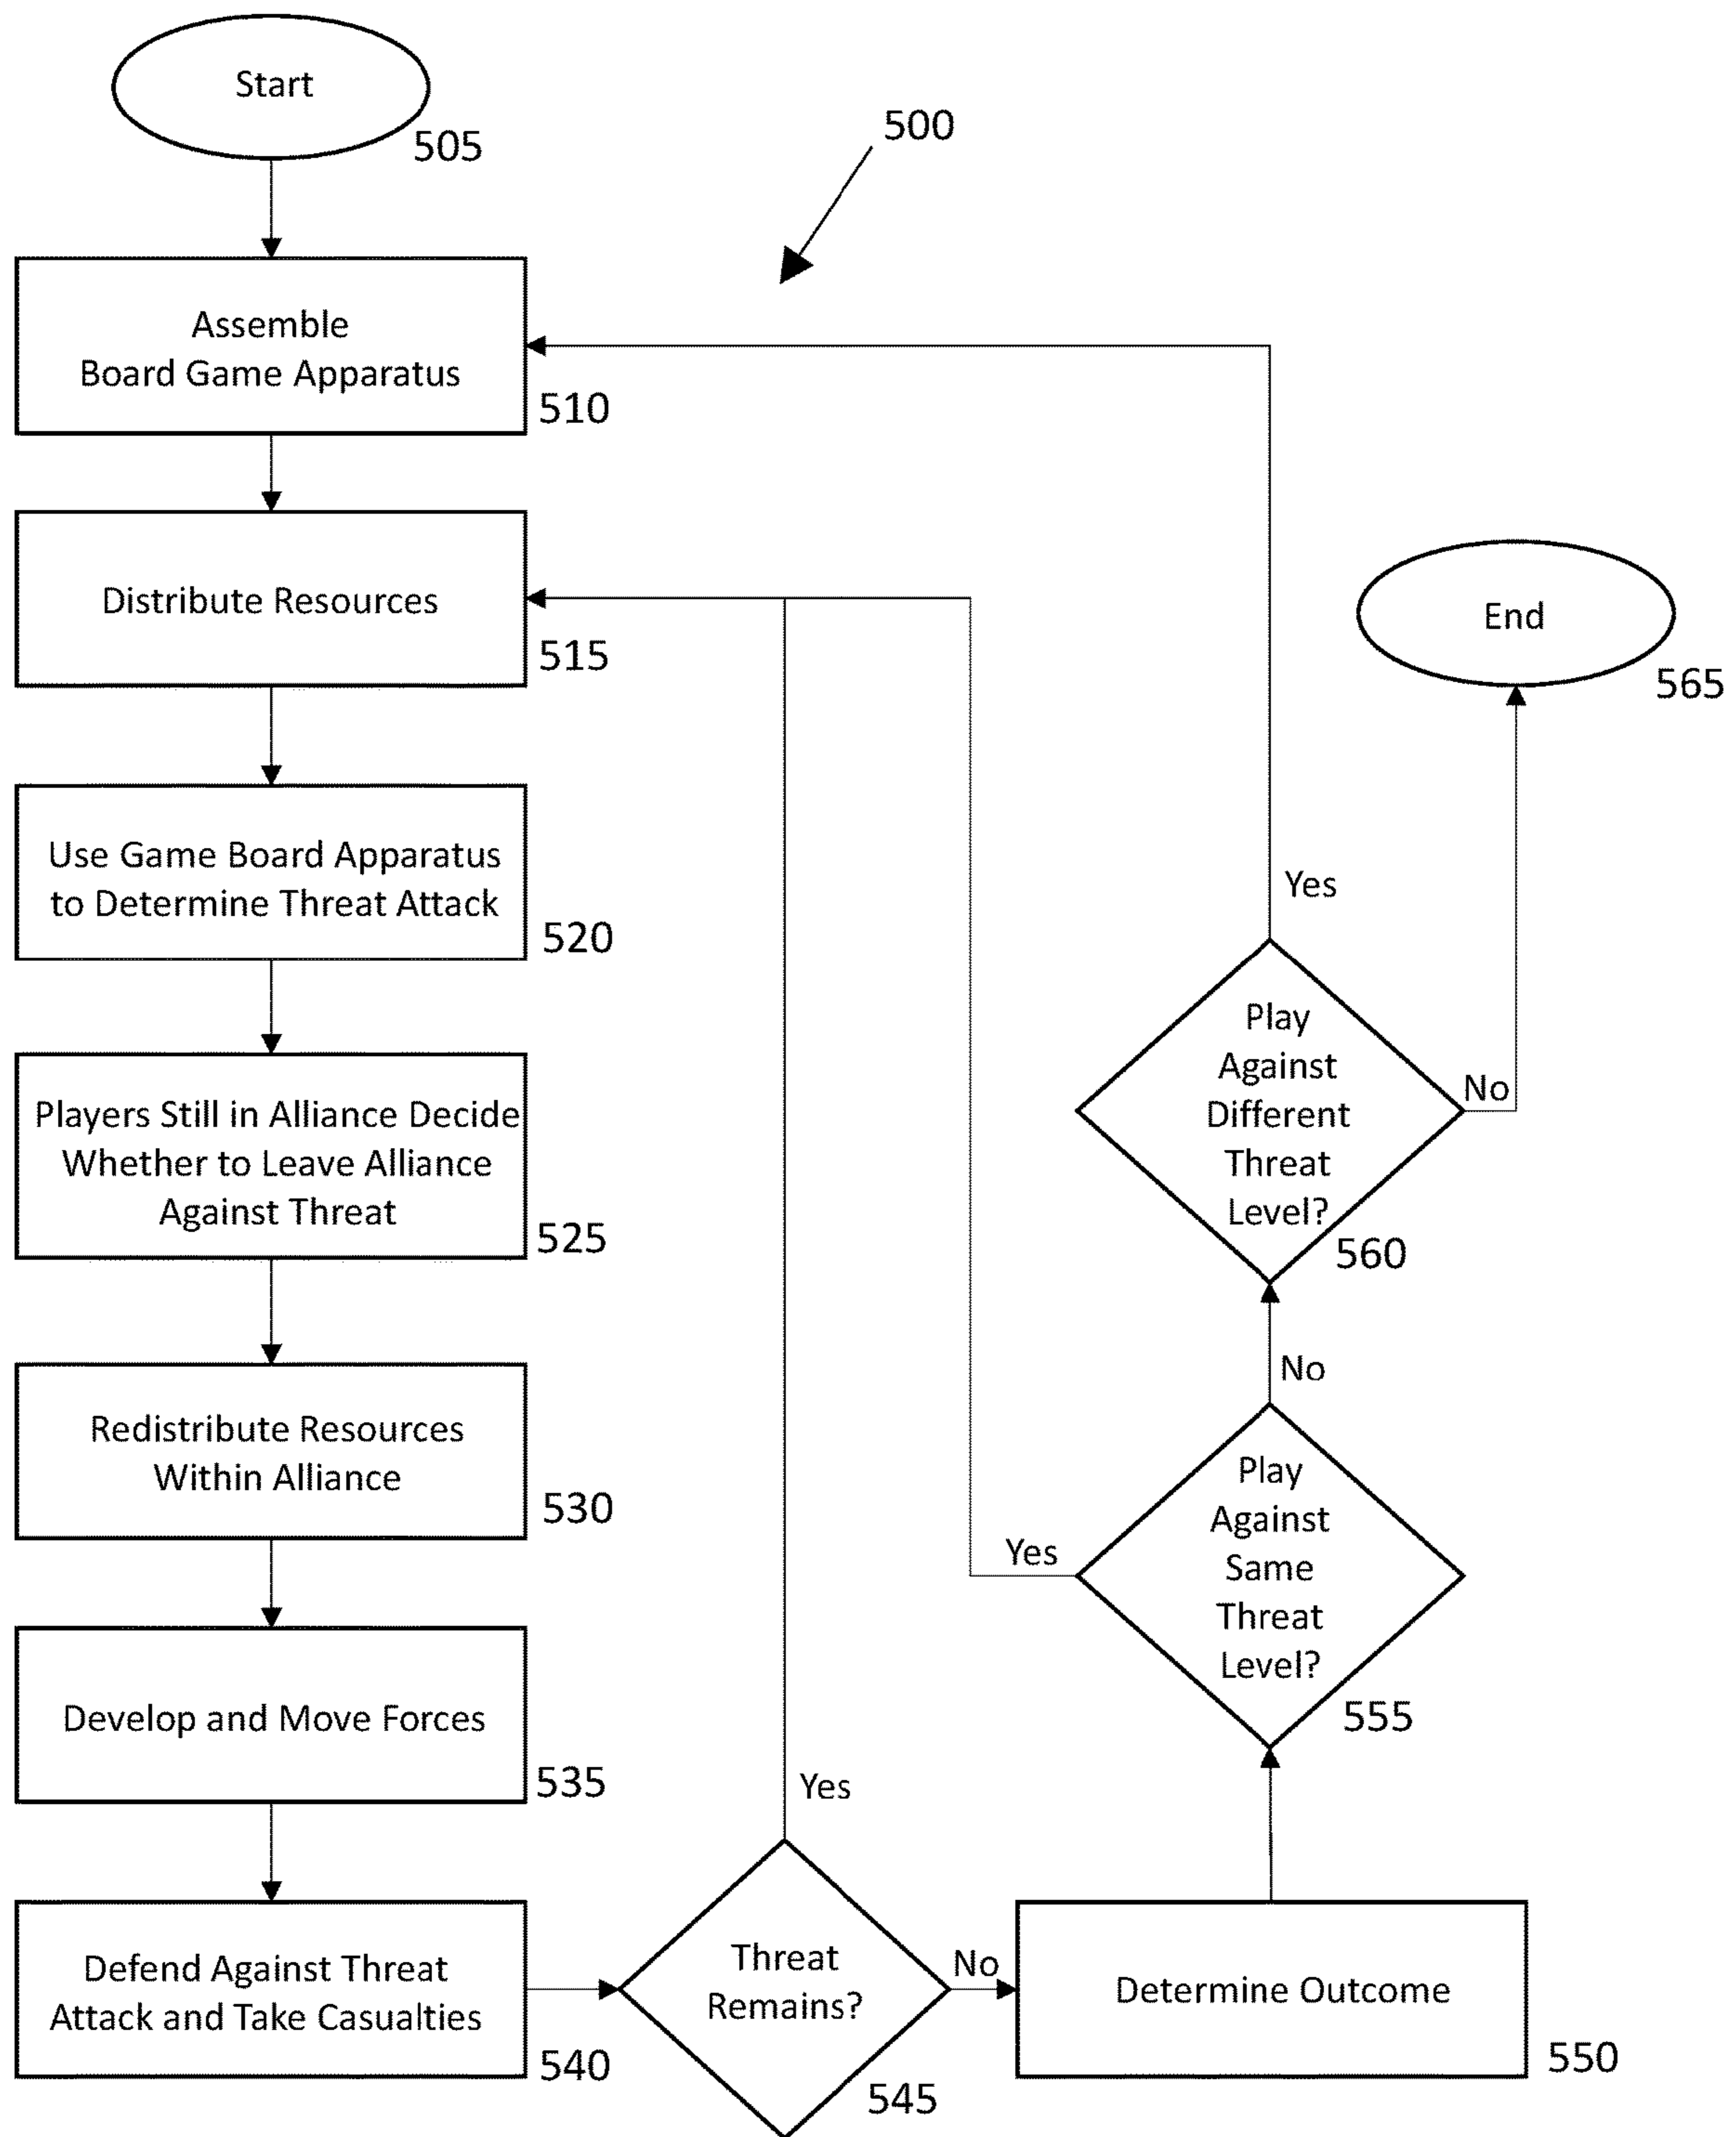 Start
505
500
Assemble
Board Game Apparatus
510
Distribute Resources
515
End
565
Use Game Board Apparatus
to Determine Threat Attack
520
Yes
Play
Against
Different
Threat
Level?
No
560
Players Still in Alliance Decide
Whether to Leave Alliance
Against Threat
525
No
Redistribute Resources
Within Alliance
530
Yes
Play
Against
Same
Threat
Level?
555
Develop and Move Forces
535
Yes
Defend Against Threat
Attack and Take Casualties
540
Threat
Remains?
545
No
Determine Outcome
550